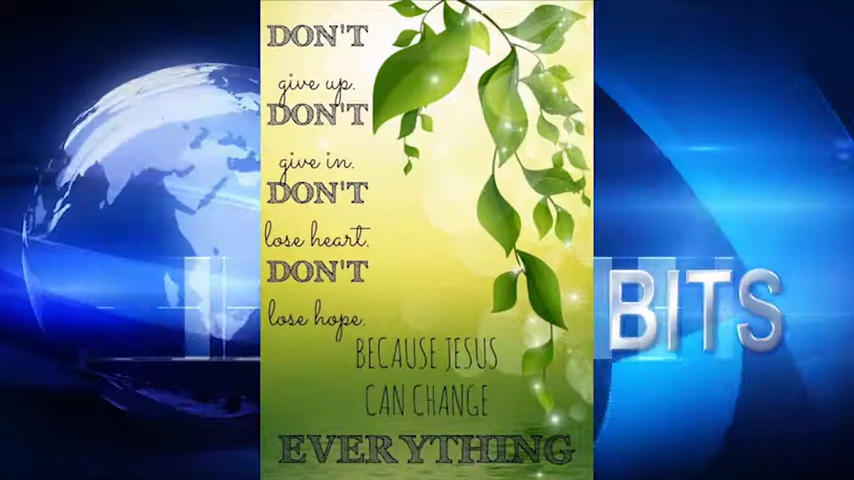 DON'T
give up.
DON'T
give in.
DON'T
lose heart.
DON'T
lose hope.
BECAUSE JESUS
CAN CHANGE
EVERYTHING
BITS